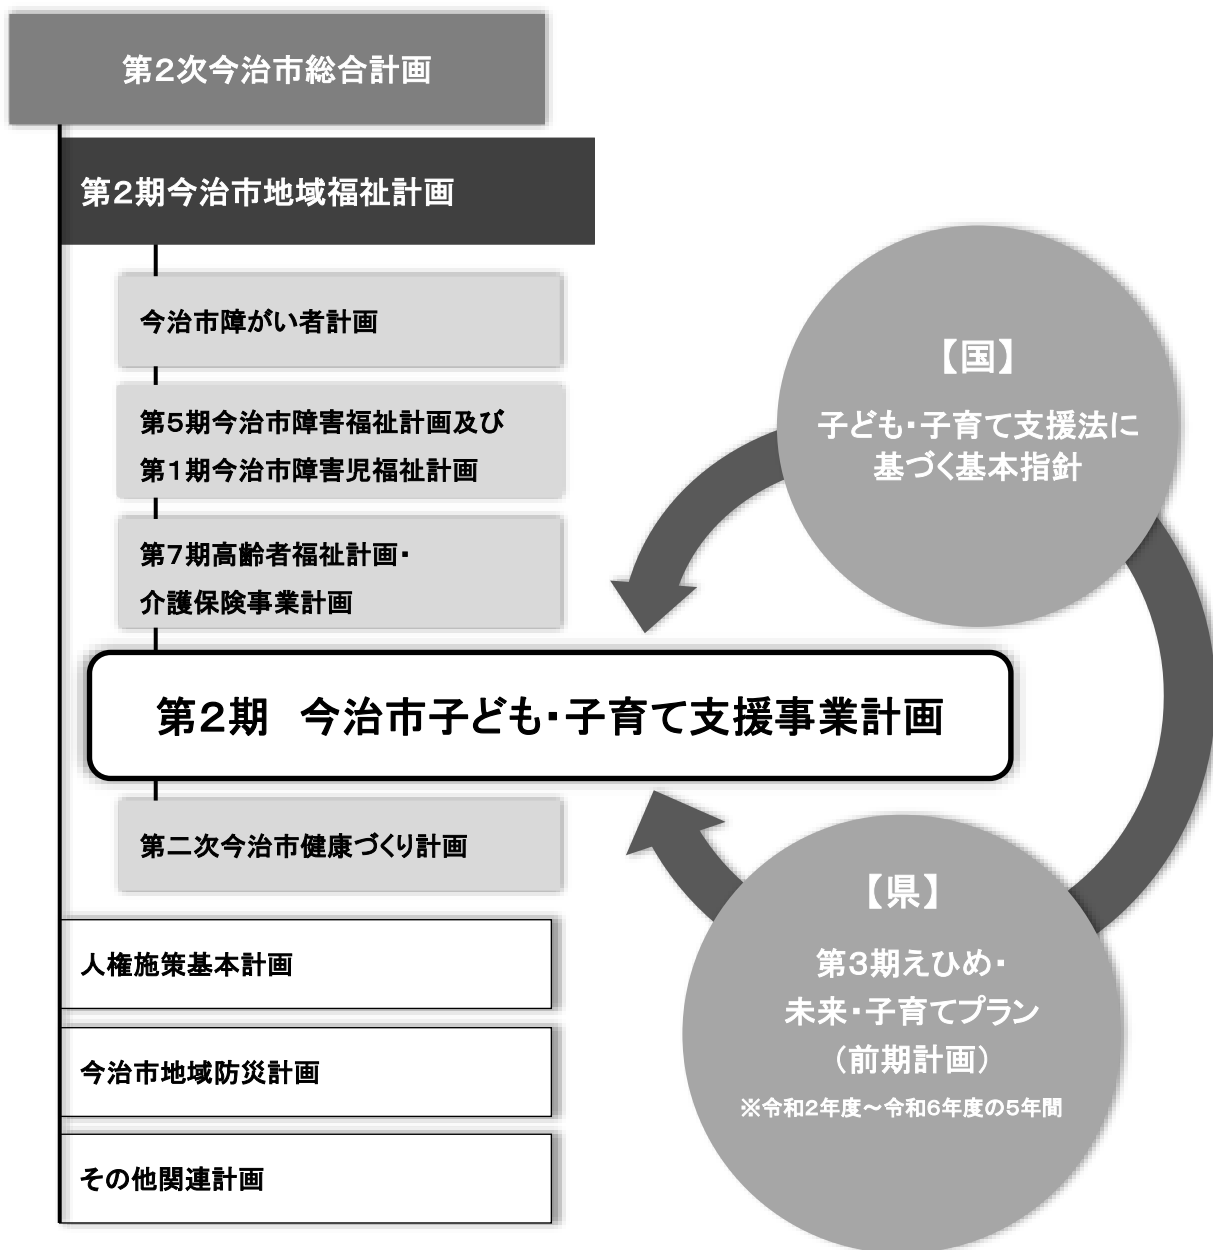 第2次今治市総合計画
第2期今治市地域福祉計画
今治市障がい者計画
第5期今治市障害福祉計画及び
第1期今治市障害児福祉計画
第7期高齢者福祉計画・
介護保険事業計画
第2期　今治市子ども・子育て支援事業計画
第二次今治市健康づくり計画
人権施策基本計画
今治市地域防災計画
その他関連計画
【国】
子ども・子育て支援法に
基づく基本指針
【県】
第3期えひめ・
未来・子育てプラン
（前期計画）
※令和2年度～令和6年度の5年間